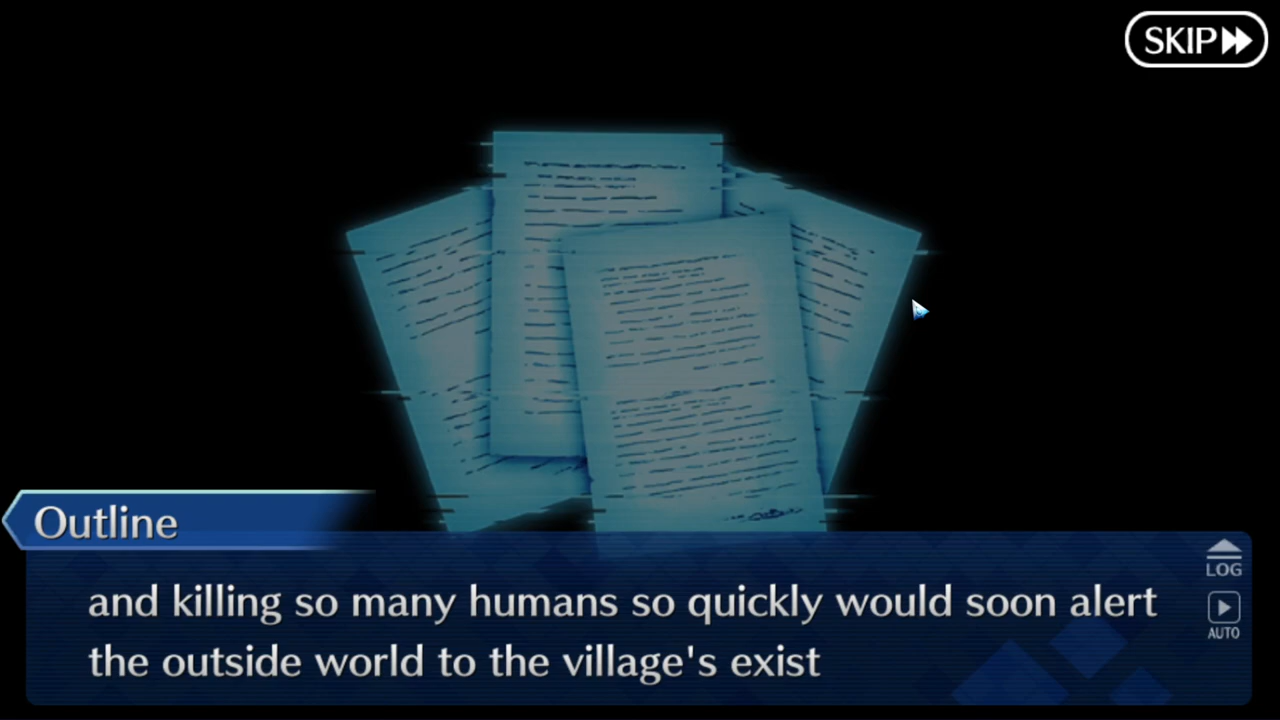 SKIP
Outline
and killing so many humans so quickly would soon alert
the outside world to the village's exist
LOG
AUTO